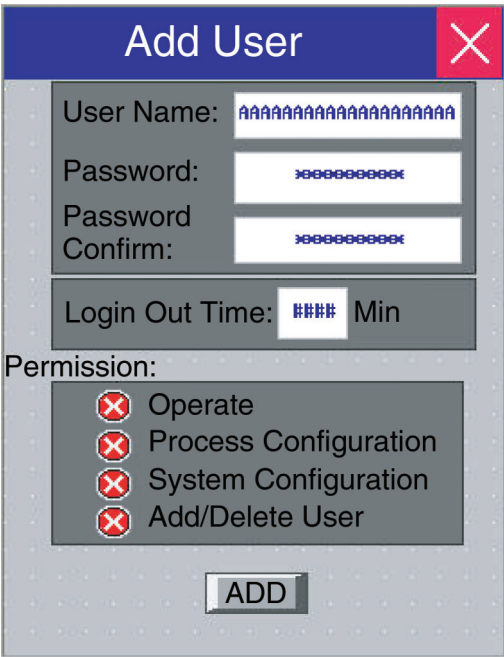 Add User
User Name: AAAAAAAAAAAAAAAAAAAA
Password: **********
Password
Confirm: **********
Login Out Time: #### Min
Permission:
Operate
Process Configuration
System Configuration
Add/Delete User
ADD